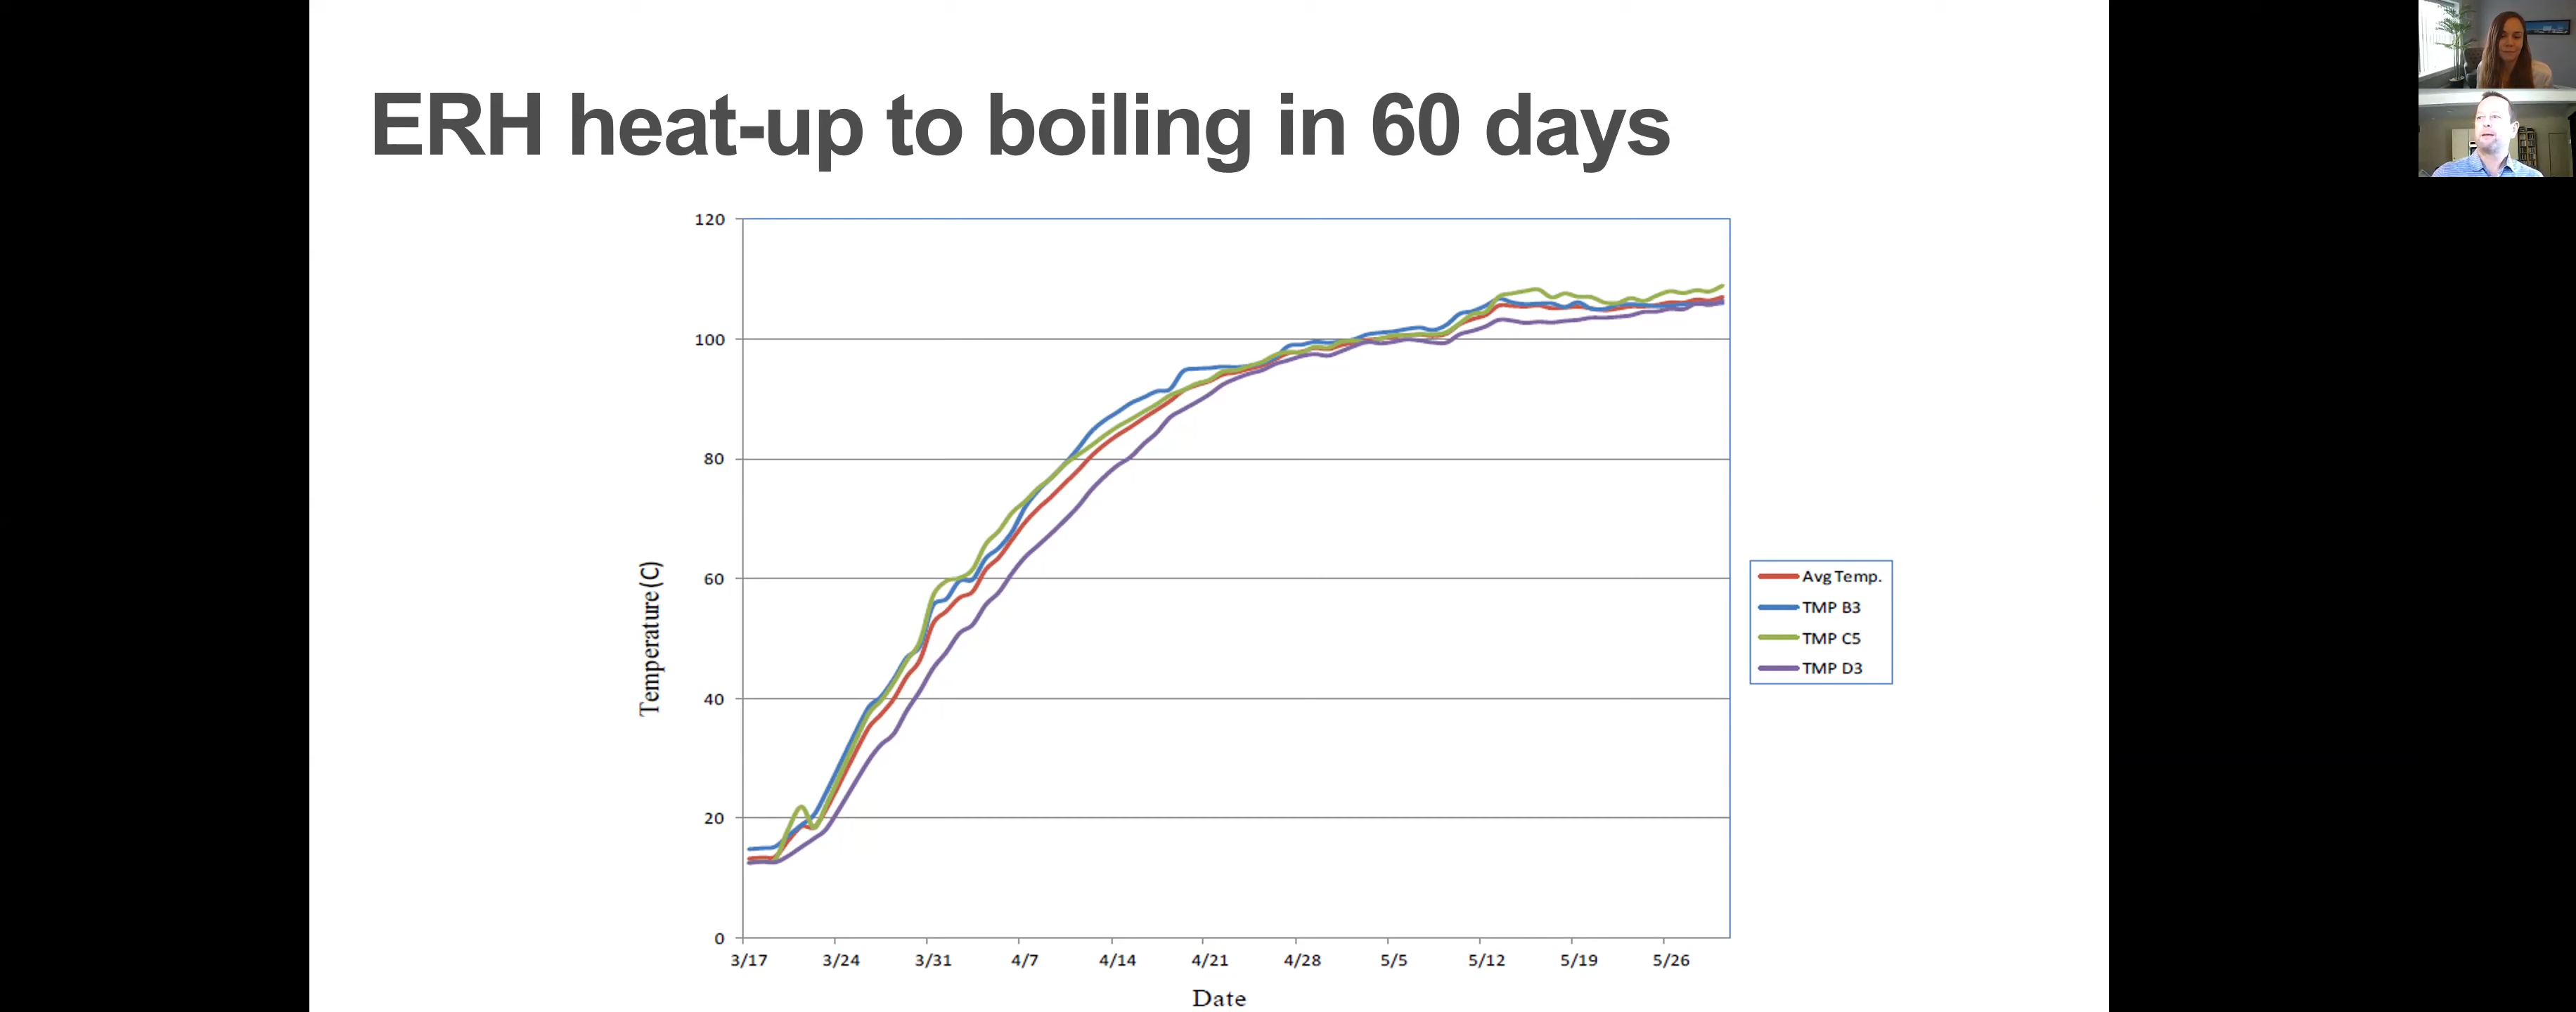 ERH heat-up to boiling in 60 days
120
100
80
60
40
20
0
Temperature(C)
3/17 3/24 3/31 4/7 4/14 4/21 4/28 5/5 5/12 5/19 5/26
Date
Avg Temp.
TMP B3
TMP C5
TMP D3